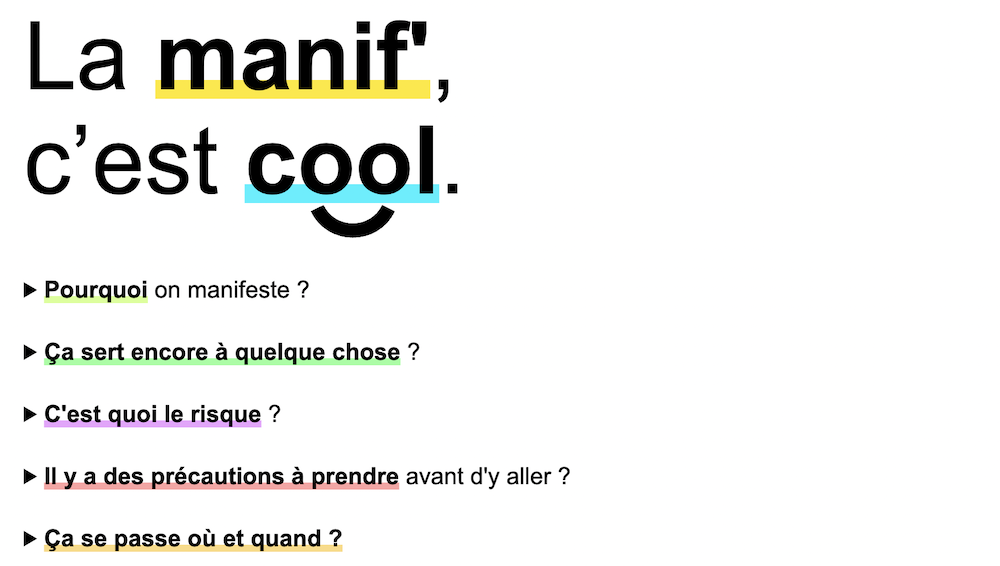 La manif',
c’est cool.
Pourquoi on manifeste ?
Ça sert encore à quelque chose ?
C'est quoi le risque ?
Il y a des précautions à prendre avant d'y aller ?
Ça se passe où et quand ?